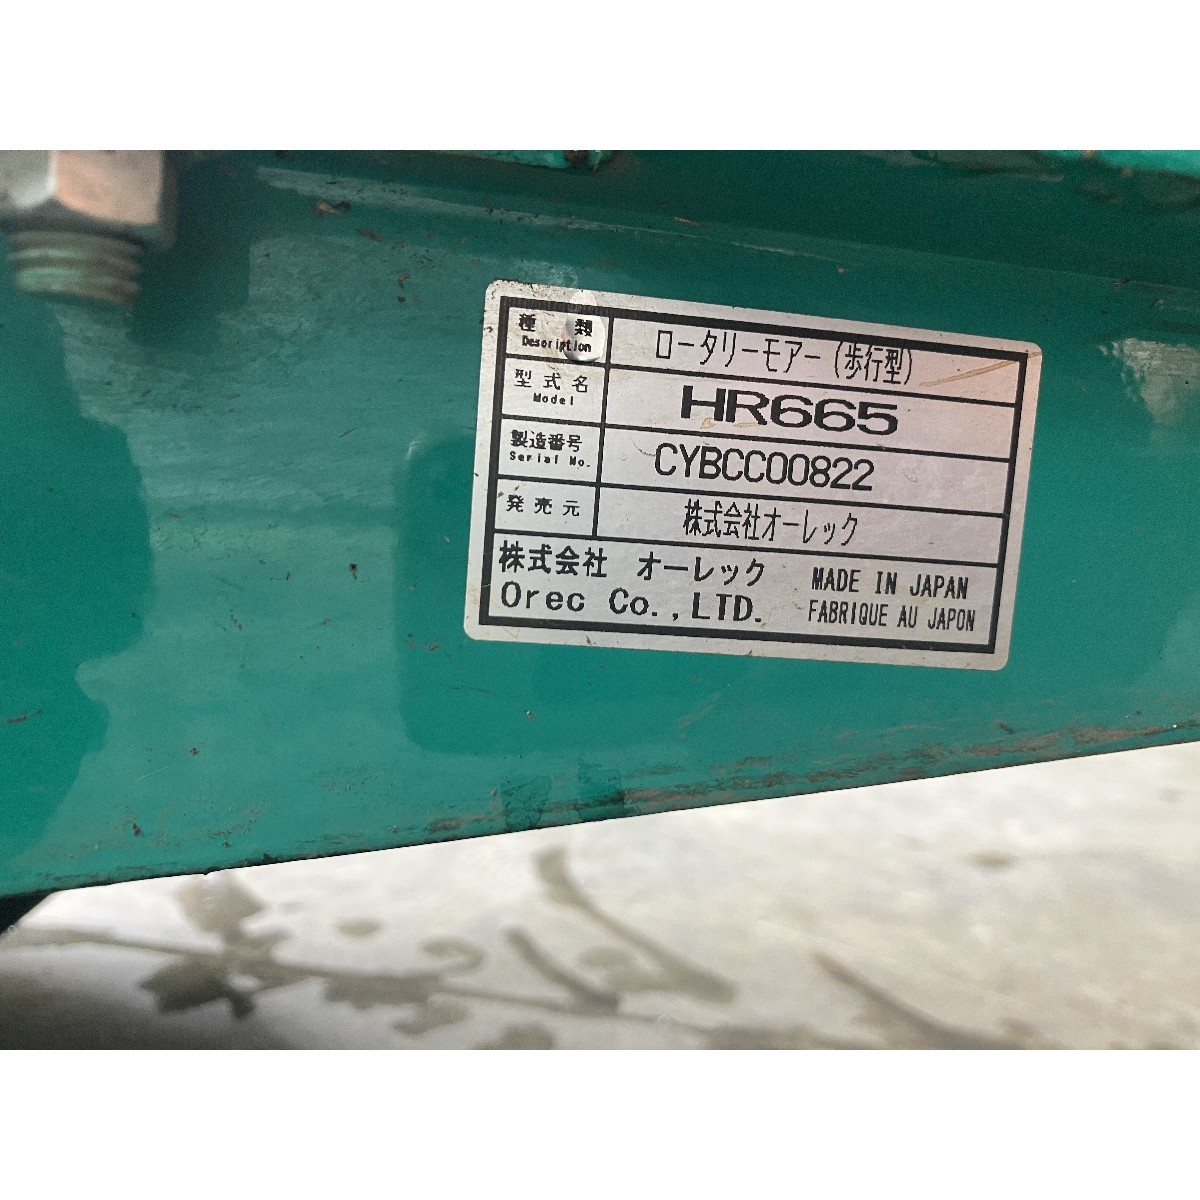 種 類 ロータリーモアー(歩行型)
Description
型式名 HR665
Model
製造番号 CYBCC00822
Serial No.
発売元 株式会社オーレック
株式会社 オーレック MADE IN JAPAN
Orec Co.,LTD. FABRIQUE AU JAPON